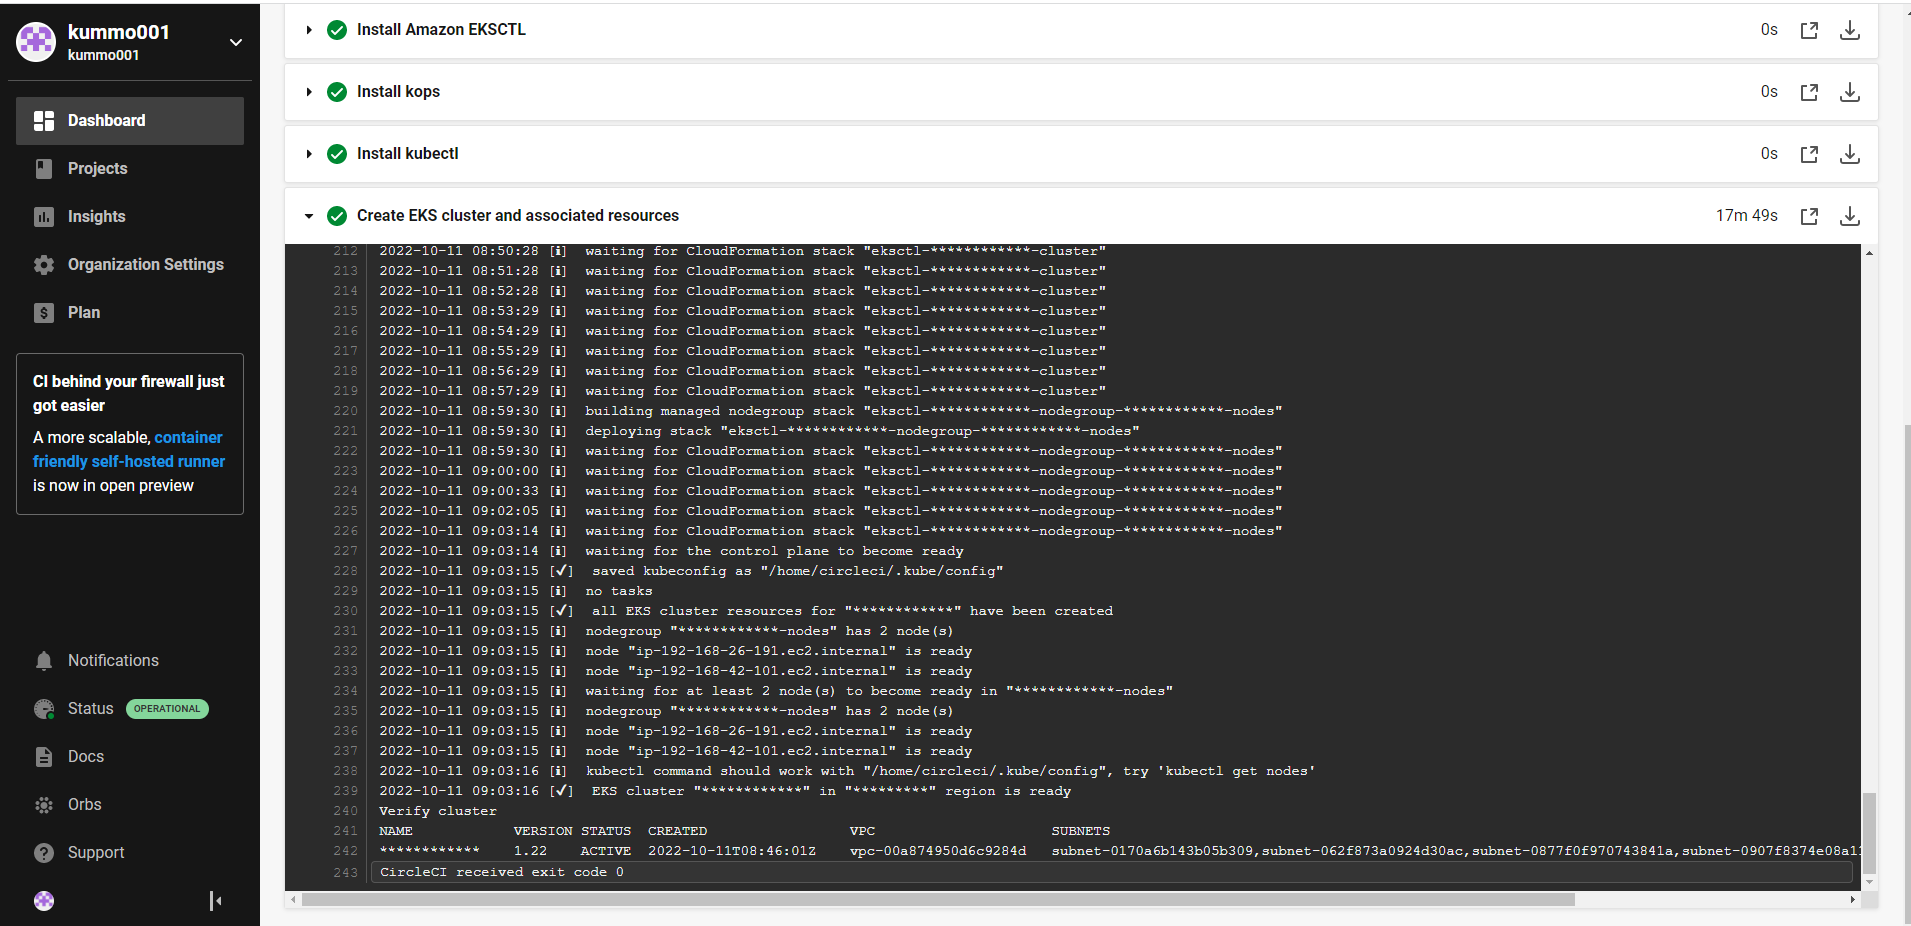 kummo001
kummo001
Dashboard
Projects
Insights
Organization Settings
Plan
CI behind your firewall just
got easier
A more scalable, container
friendly self-hosted runner
is now in open preview
Notifications
Status OPERATIONAL
Docs
Orbs
Support
Install Amazon EKSCTL 0s
Install kops 0s
Install kubectl 0s
Create EKS cluster and associated resources 17m 49s
212 2022-10-11 08:50:28 [ℹ]  waiting for CloudFormation stack "eksctl-************-cluster"
213 2022-10-11 08:51:28 [ℹ]  waiting for CloudFormation stack "eksctl-************-cluster"
214 2022-10-11 08:52:28 [ℹ]  waiting for CloudFormation stack "eksctl-************-cluster"
215 2022-10-11 08:53:29 [ℹ]  waiting for CloudFormation stack "eksctl-************-cluster"
216 2022-10-11 08:54:29 [ℹ]  waiting for CloudFormation stack "eksctl-************-cluster"
217 2022-10-11 08:55:29 [ℹ]  waiting for CloudFormation stack "eksctl-************-cluster"
218 2022-10-11 08:56:29 [ℹ]  waiting for CloudFormation stack "eksctl-************-cluster"
219 2022-10-11 08:57:29 [ℹ]  waiting for CloudFormation stack "eksctl-************-cluster"
220 2022-10-11 08:59:30 [ℹ]  building managed nodegroup stack "eksctl-************-nodegroup-************-nodes"
221 2022-10-11 08:59:30 [ℹ]  deploying stack "eksctl-************-nodegroup-************-nodes"
222 2022-10-11 08:59:30 [ℹ]  waiting for CloudFormation stack "eksctl-************-nodegroup-************-nodes"
223 2022-10-11 09:00:00 [ℹ]  waiting for CloudFormation stack "eksctl-************-nodegroup-************-nodes"
224 2022-10-11 09:00:33 [ℹ]  waiting for CloudFormation stack "eksctl-************-nodegroup-************-nodes"
225 2022-10-11 09:02:05 [ℹ]  waiting for CloudFormation stack "eksctl-************-nodegroup-************-nodes"
226 2022-10-11 09:03:14 [ℹ]  waiting for CloudFormation stack "eksctl-************-nodegroup-************-nodes"
227 2022-10-11 09:03:14 [ℹ]  waiting for the control plane to become ready
228 2022-10-11 09:03:15 [✔]  saved kubeconfig as "/home/circleci/.kube/config"
229 2022-10-11 09:03:15 [ℹ]  no tasks
230 2022-10-11 09:03:15 [✔]  all EKS cluster resources for "************" have been created
231 2022-10-11 09:03:15 [ℹ]  nodegroup "************-nodes" has 2 node(s)
232 2022-10-11 09:03:15 [ℹ]  node "ip-192-168-26-191.ec2.internal" is ready
233 2022-10-11 09:03:15 [ℹ]  node "ip-192-168-42-101.ec2.internal" is ready
234 2022-10-11 09:03:15 [ℹ]  waiting for at least 2 node(s) to become ready in "************-nodes"
235 2022-10-11 09:03:15 [ℹ]  nodegroup "************-nodes" has 2 node(s)
236 2022-10-11 09:03:15 [ℹ]  node "ip-192-168-26-191.ec2.internal" is ready
237 2022-10-11 09:03:15 [ℹ]  node "ip-192-168-42-101.ec2.internal" is ready
238 2022-10-11 09:03:16 [ℹ]  kubectl command should work with "/home/circleci/.kube/config", try 'kubectl get nodes'
239 2022-10-11 09:03:16 [✔]  EKS cluster "************" in "*********" region is ready
240 Verify cluster
241 NAME VERSION STATUS CREATED VPC SUBNETS
242 ************ 1.22 ACTIVE 2022-10-11T08:46:01Z vpc-00a874950d6c9284d subnet-0170a6b143b05b309,subnet-062f873a0924d30ac,subnet-0877f0f970743841a,subnet-0907f8374e08a1
243 CircleCI received exit code 0